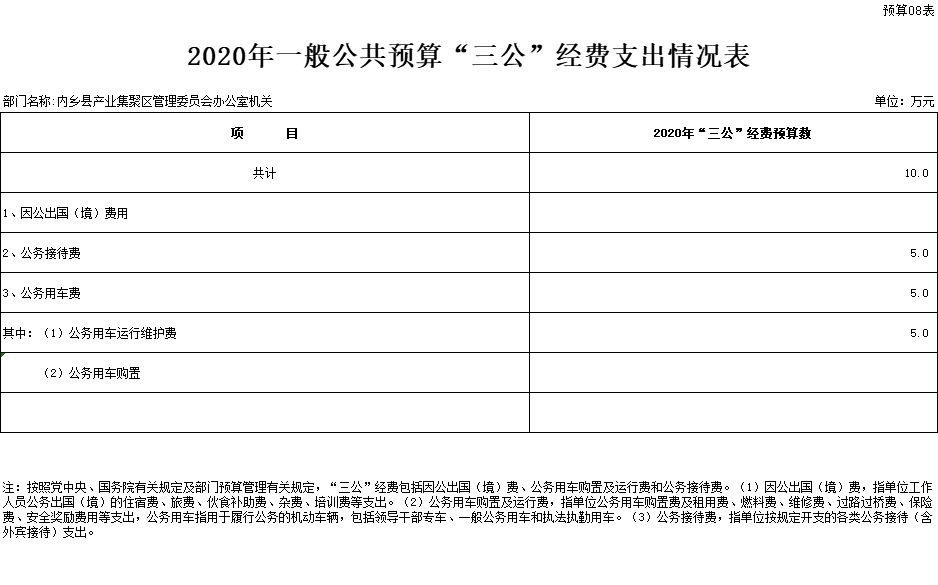 预算08表
2020年一般公共预算“三公”经费支出情况表
部门名称:内乡县产业集聚区管理委员会办公室机关 单位：万元
项 目 2020年“三公”经费预算数
共计 10.0
1、因公出国（境）费用
2、公务接待费 5.0
3、公务用车费 5.0
其中：（1）公务用车运行维护费 5.0
（2）公务用车购置
注：按照党中央、国务院有关规定及部门预算管理有关规定，“三公”经费包括因公出国（境）费、公务用车购置及运行费和公务接待费。（1）因公出国（境）费，指单位工作
人员公务出国（境）的住宿费、旅费、伙食补助费、杂费、培训费等支出。（2）公务用车购置及运行费，指单位公务用车购置费及租用费、燃料费、维修费、过路过桥费、保险
费、安全奖励费用等支出，公务用车指用于履行公务的机动车辆，包括领导干部专车、一般公务用车和执法执勤用车。（3）公务接待费，指单位按规定开支的各类公务接待（含
外宾接待）支出。